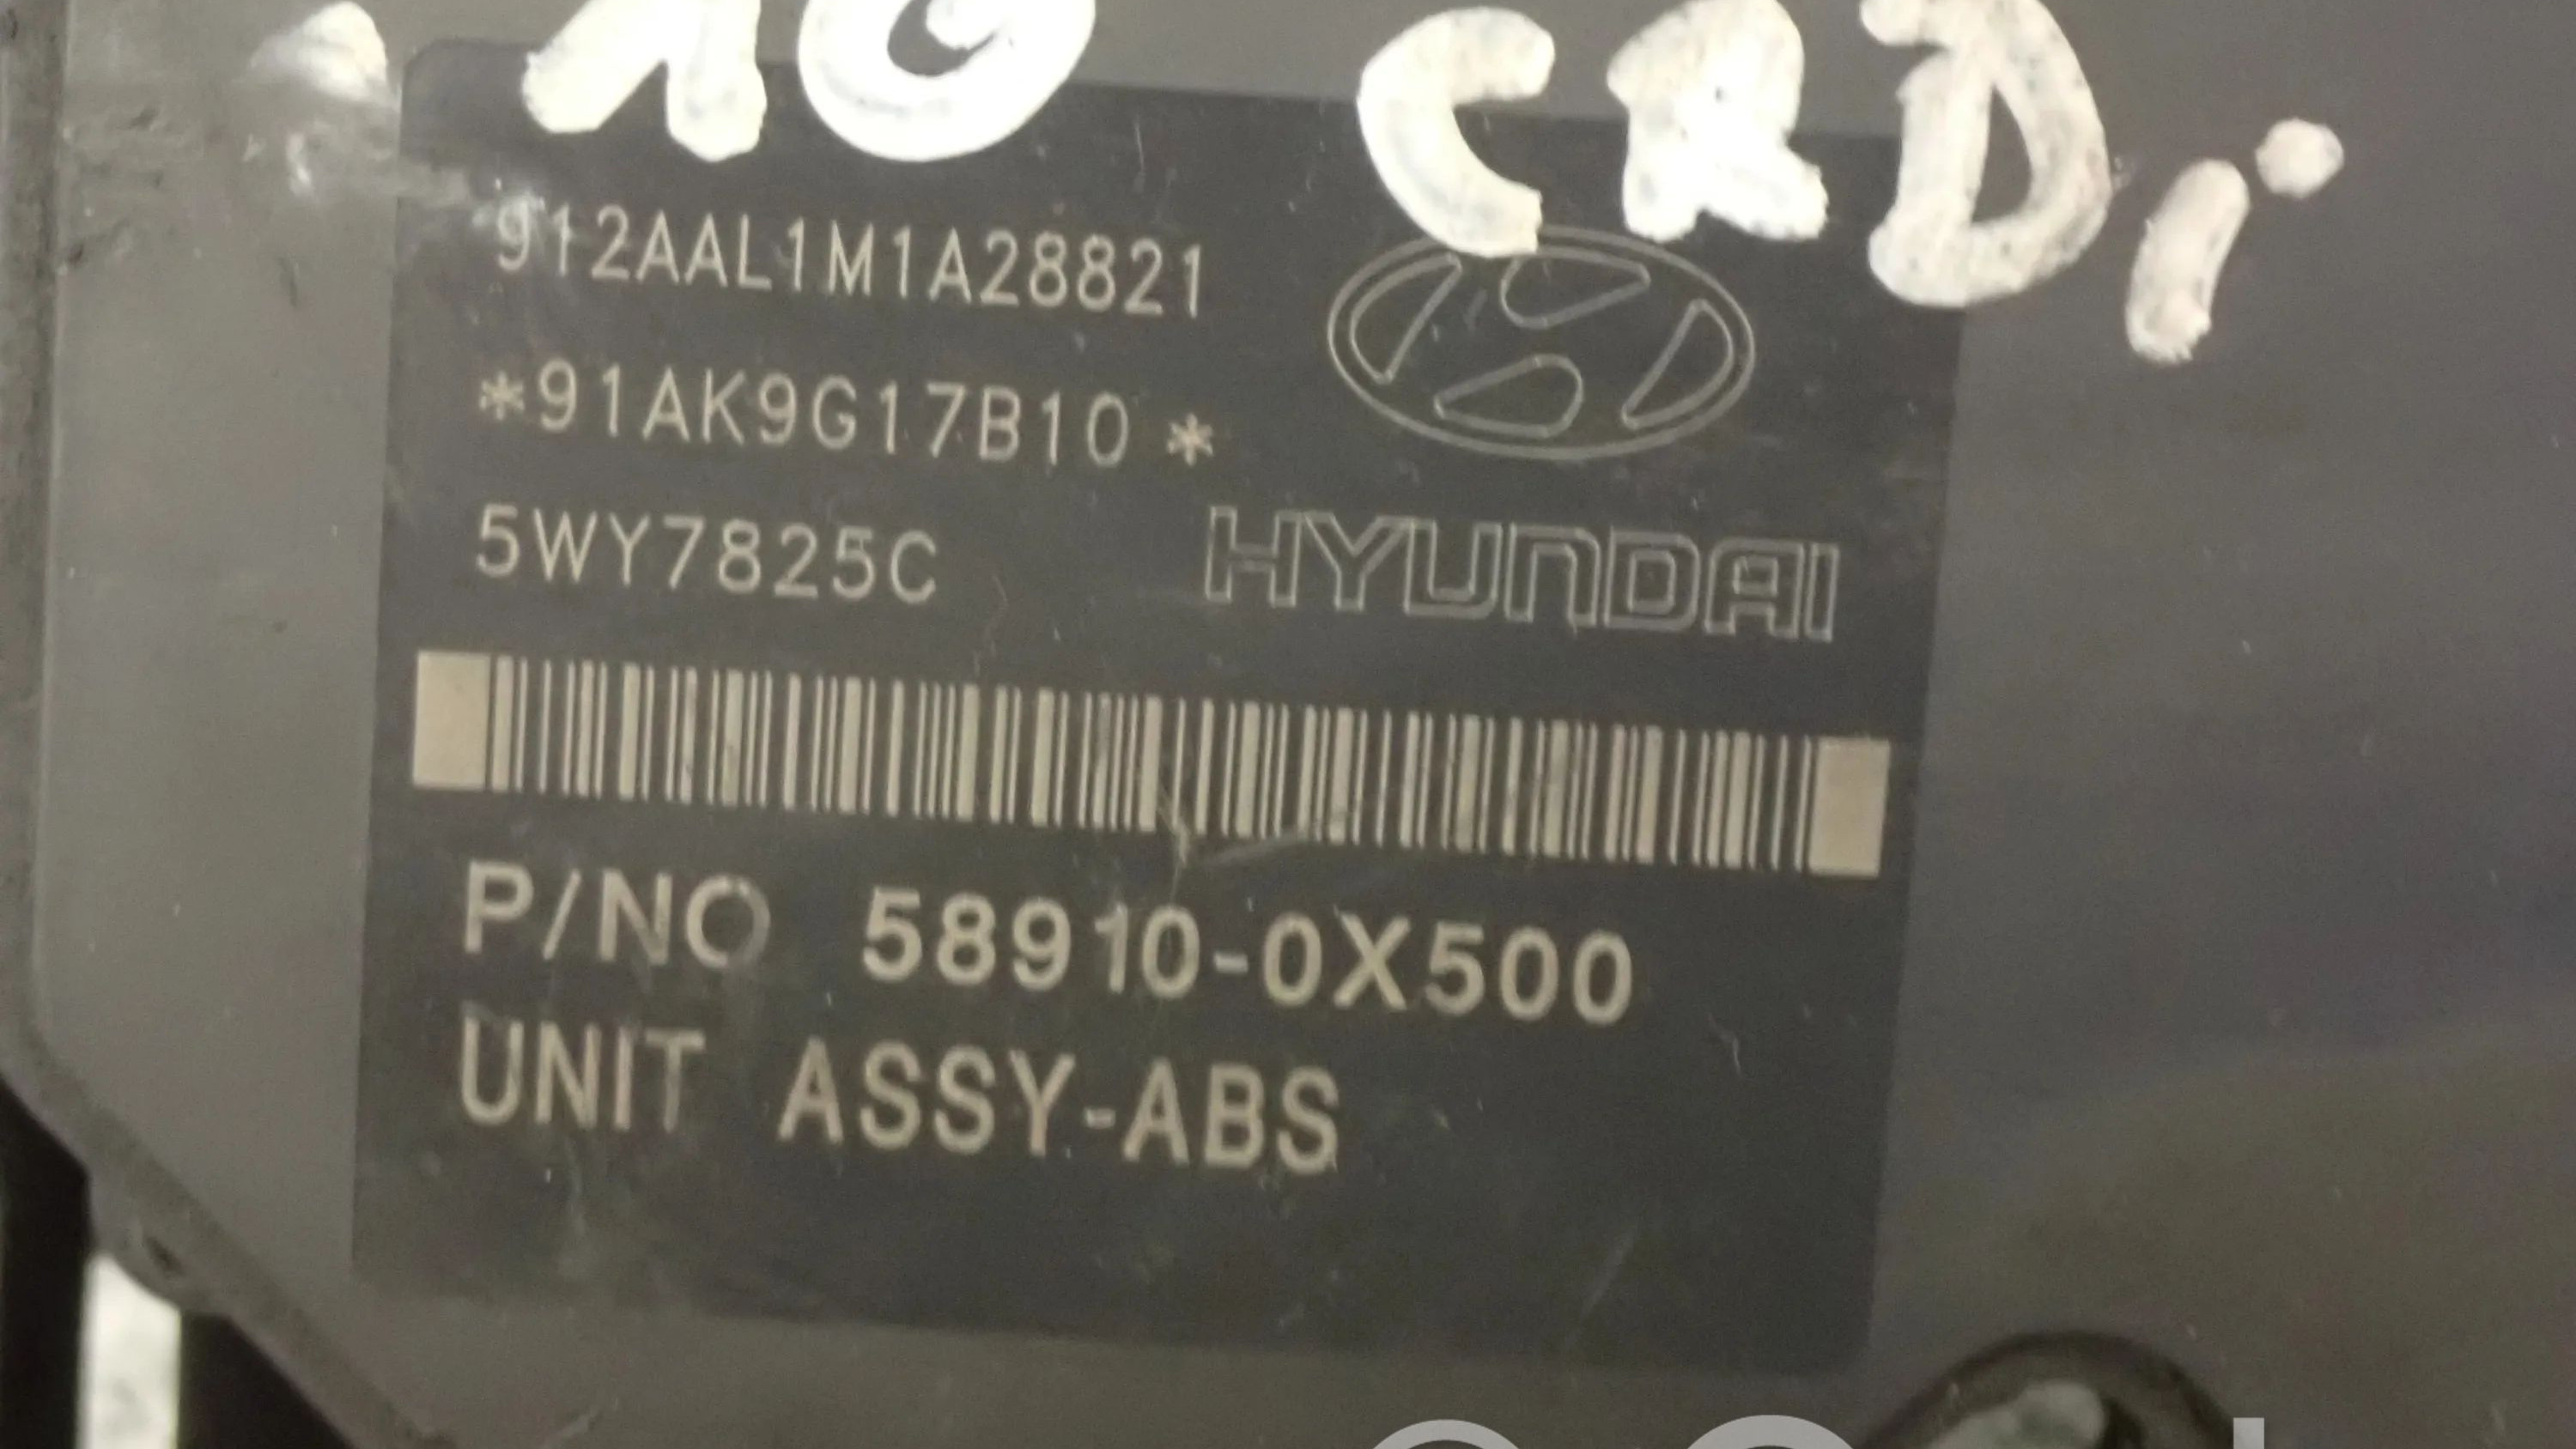 CRDi
912AAL1M1A28821
*91AK9G17B10 *
5WY7825C
HYUNDAI
P/NO 58910-0X500
UNIT ASSY-ABS